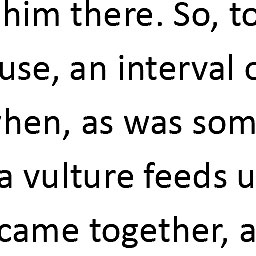 him there. So, to
use, an interval
when, as was som
a vulture feeds u
came together, a